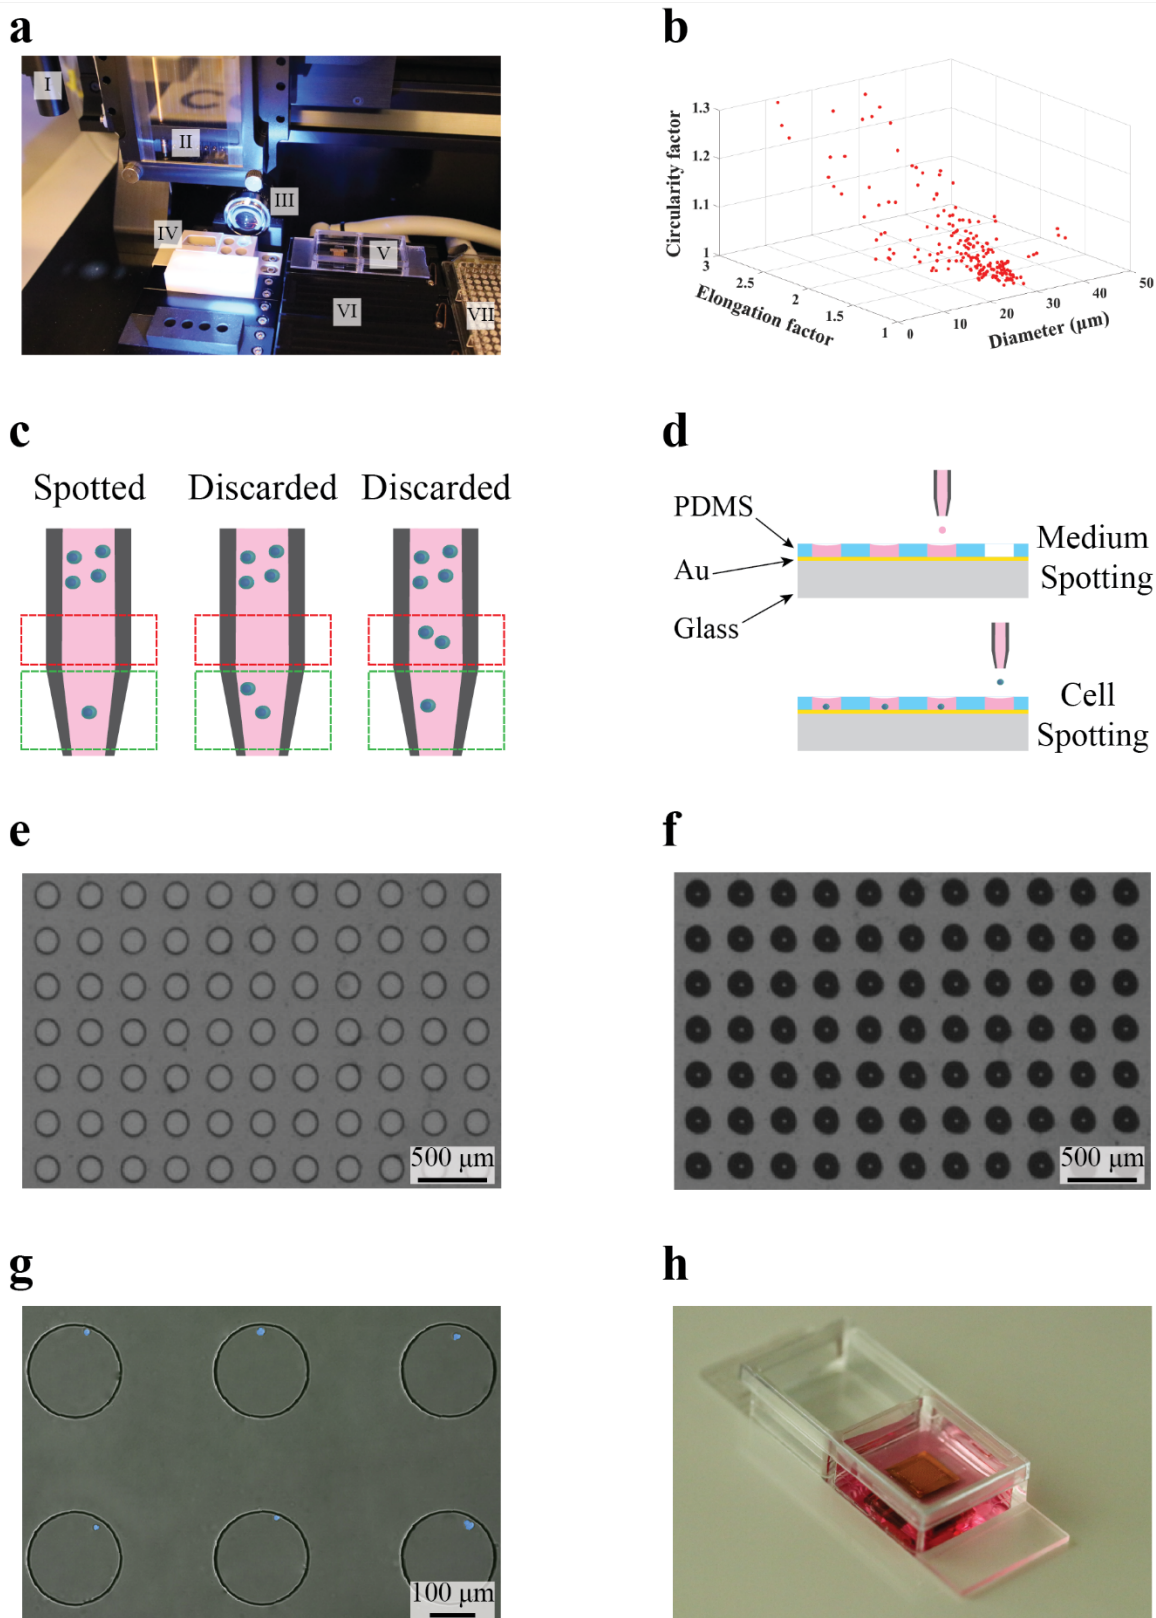 a
I
II
III
IV
V
VI
VII
b
1.3
1.2
1.1
1
Circularity factor
3
2.5
2
1.5
1
Elongation factor
0
10
20
30
40
50
Diameter (μm)
c
Spotted
Discarded
Discarded
d
PDMS
Au
Glass
Medium
Spotting
Cell
Spotting
e
500 μm
f
500 μm
g
100 μm
h